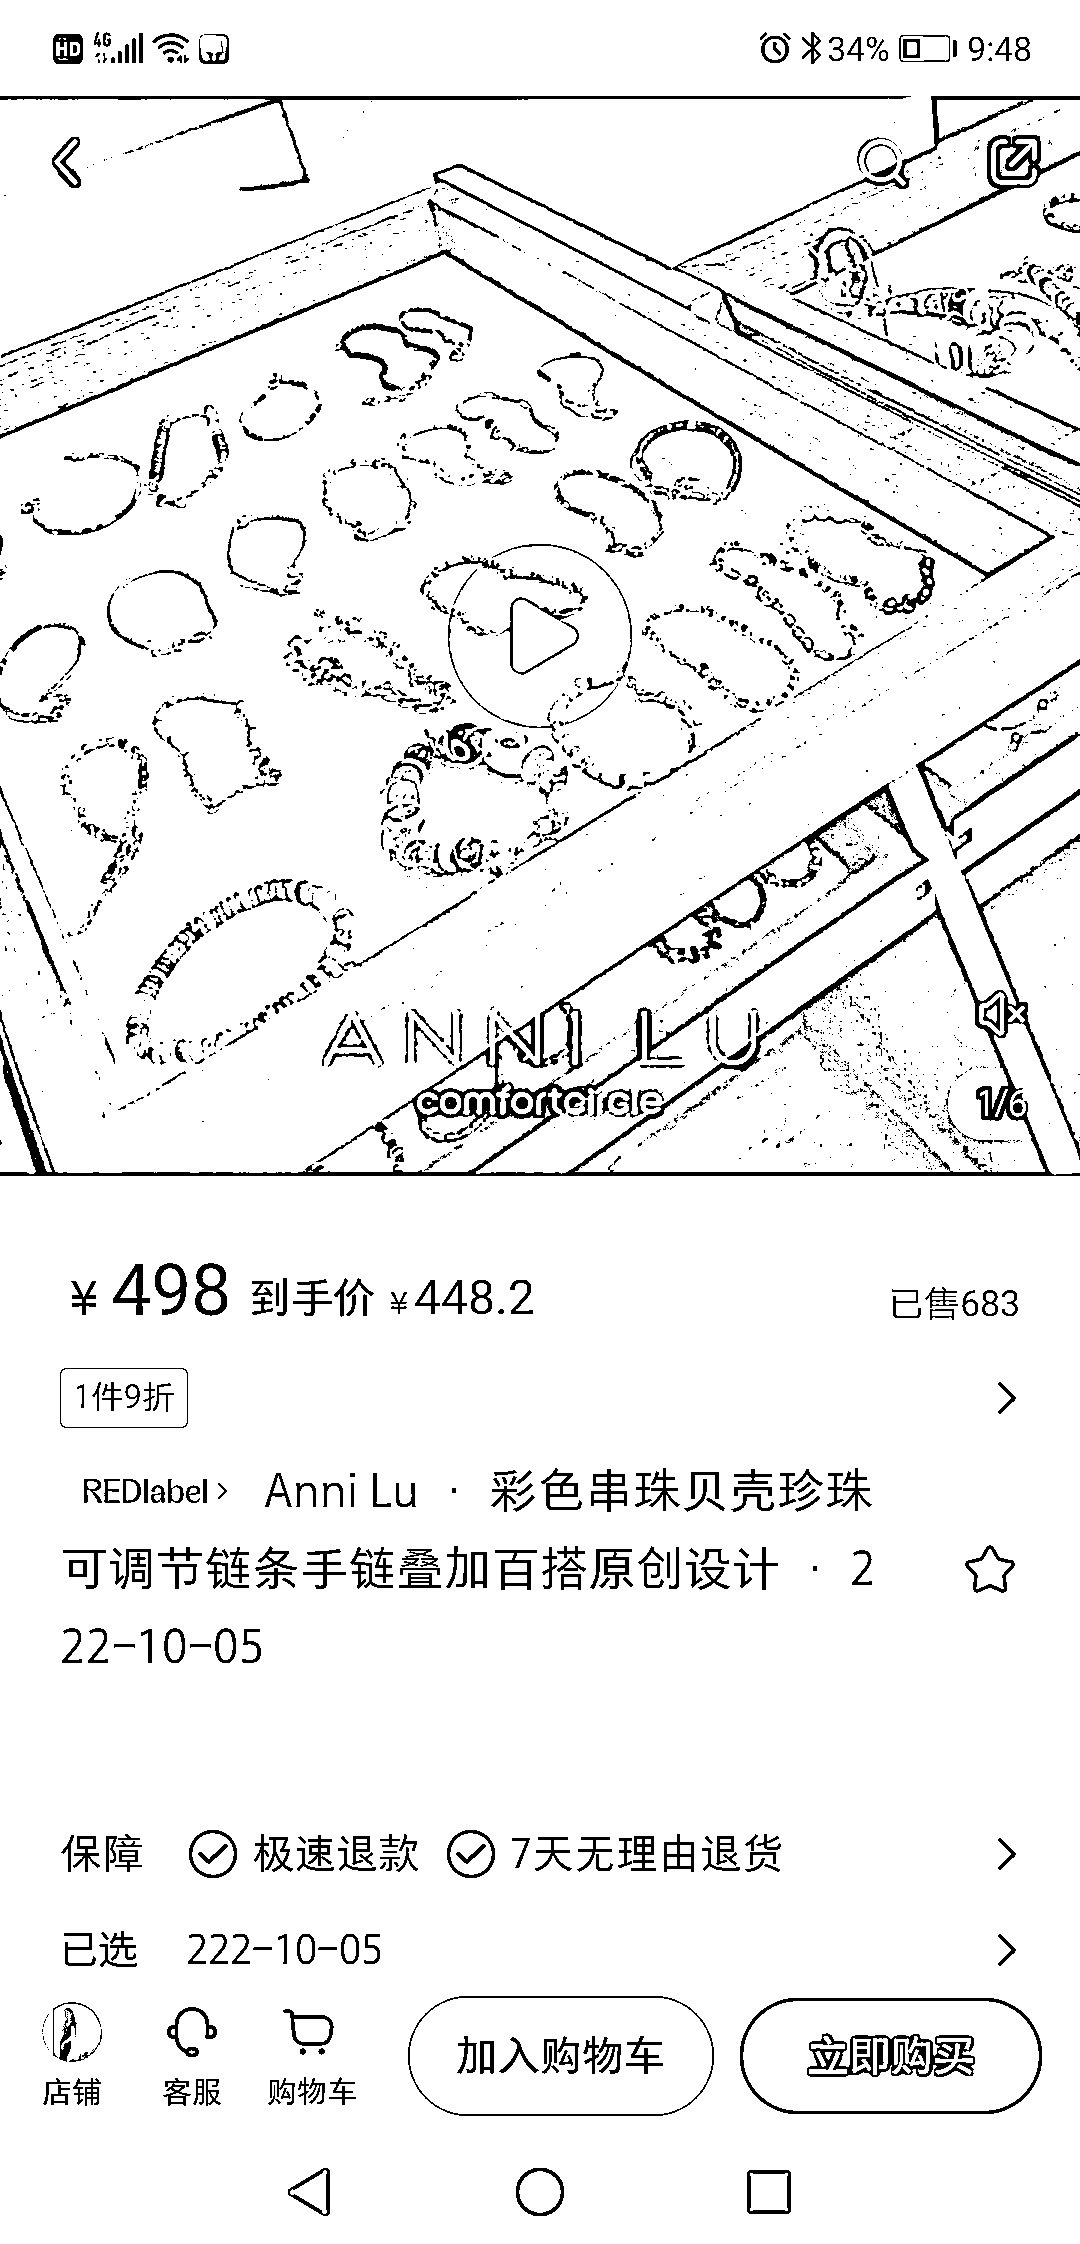 HD 4G 34% 9:48
ANNI LU
comfortcircle
1/6
¥498 到手价 ¥448.2 已售683
1件9折
REDlabel> Anni Lu · 彩色串珠贝壳珍珠
可调节链条手链叠加百搭原创设计 · 2
22-10-05
保障 极速退款 7天无理由退货
已选 222-10-05
店铺 客服 购物车 加入购物车 立即购买